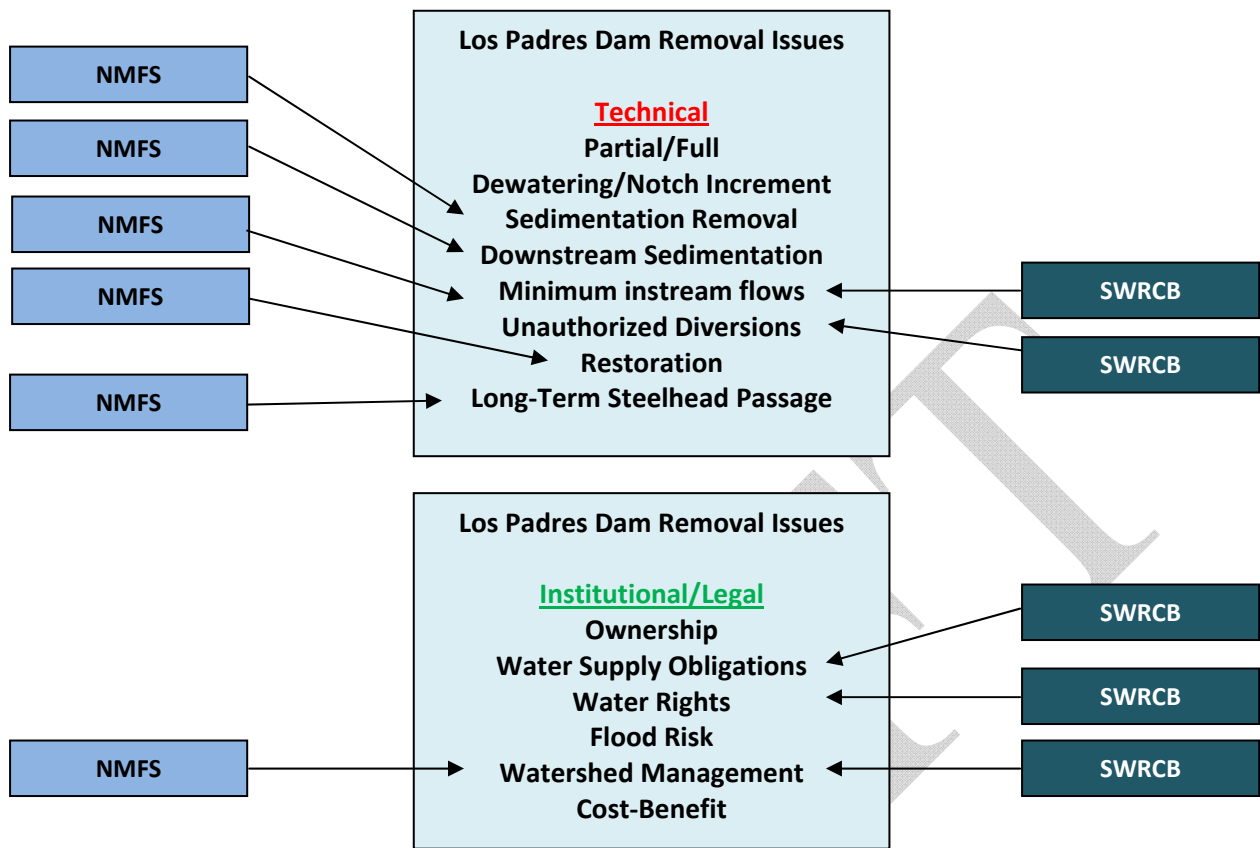 Los Padres Dam Removal Issues
NMFS
Technical
Partial/Full
NMFS
Dewatering/Notch Increment
Sedimentation Removal
NMFS
Downstream Sedimentation
NMFS
Minimum instream flows
SWRCB
Unauthorized Diversions
Restoration
SWRCB
NMFS
Long-Term Steelhead Passage
Los Padres Dam Removal Issues
Institutional/Legal
SWRCB
Ownership
Water Supply Obligations
Water Rights
SWRCB
Flood Risk
NMFS
Watershed Management
SWRCB
Cost-Benefit